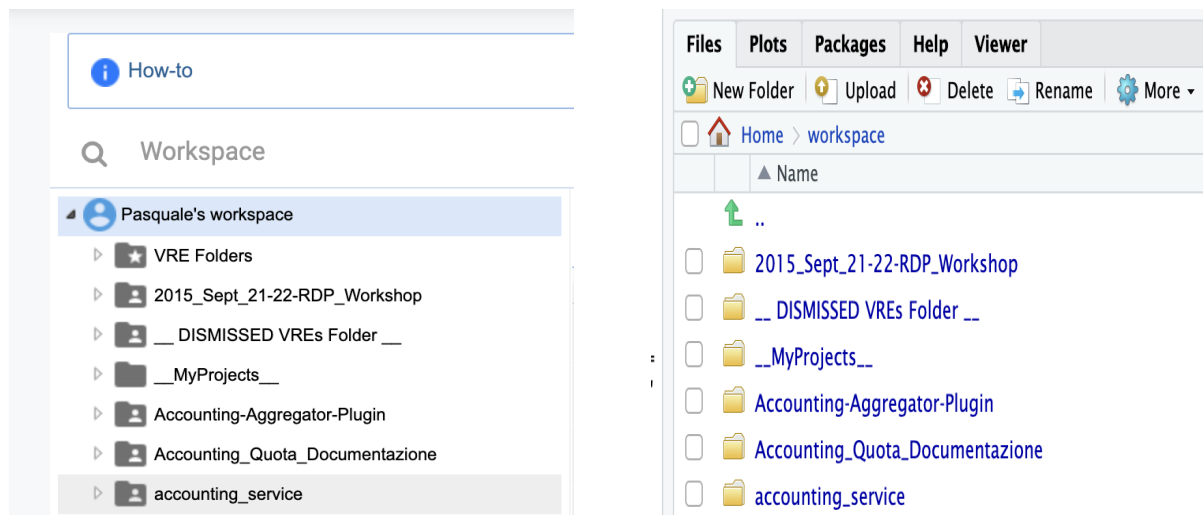 How-to
Workspace
Pasquale's workspace
VRE Folders
2015_Sept_21-22-RDP_Workshop
__ DISMISSED VREs Folder __
__MyProjects__
Accounting-Aggregator-Plugin
Accounting_Quota_Documentazione
accounting_service
Files Plots Packages Help Viewer
New Folder Upload Delete Rename More
Home workspace
Name
..
2015_Sept_21-22-RDP_Workshop
__ DISMISSED VREs Folder __
__MyProjects__
Accounting-Aggregator-Plugin
Accounting_Quota_Documentazione
accounting_service